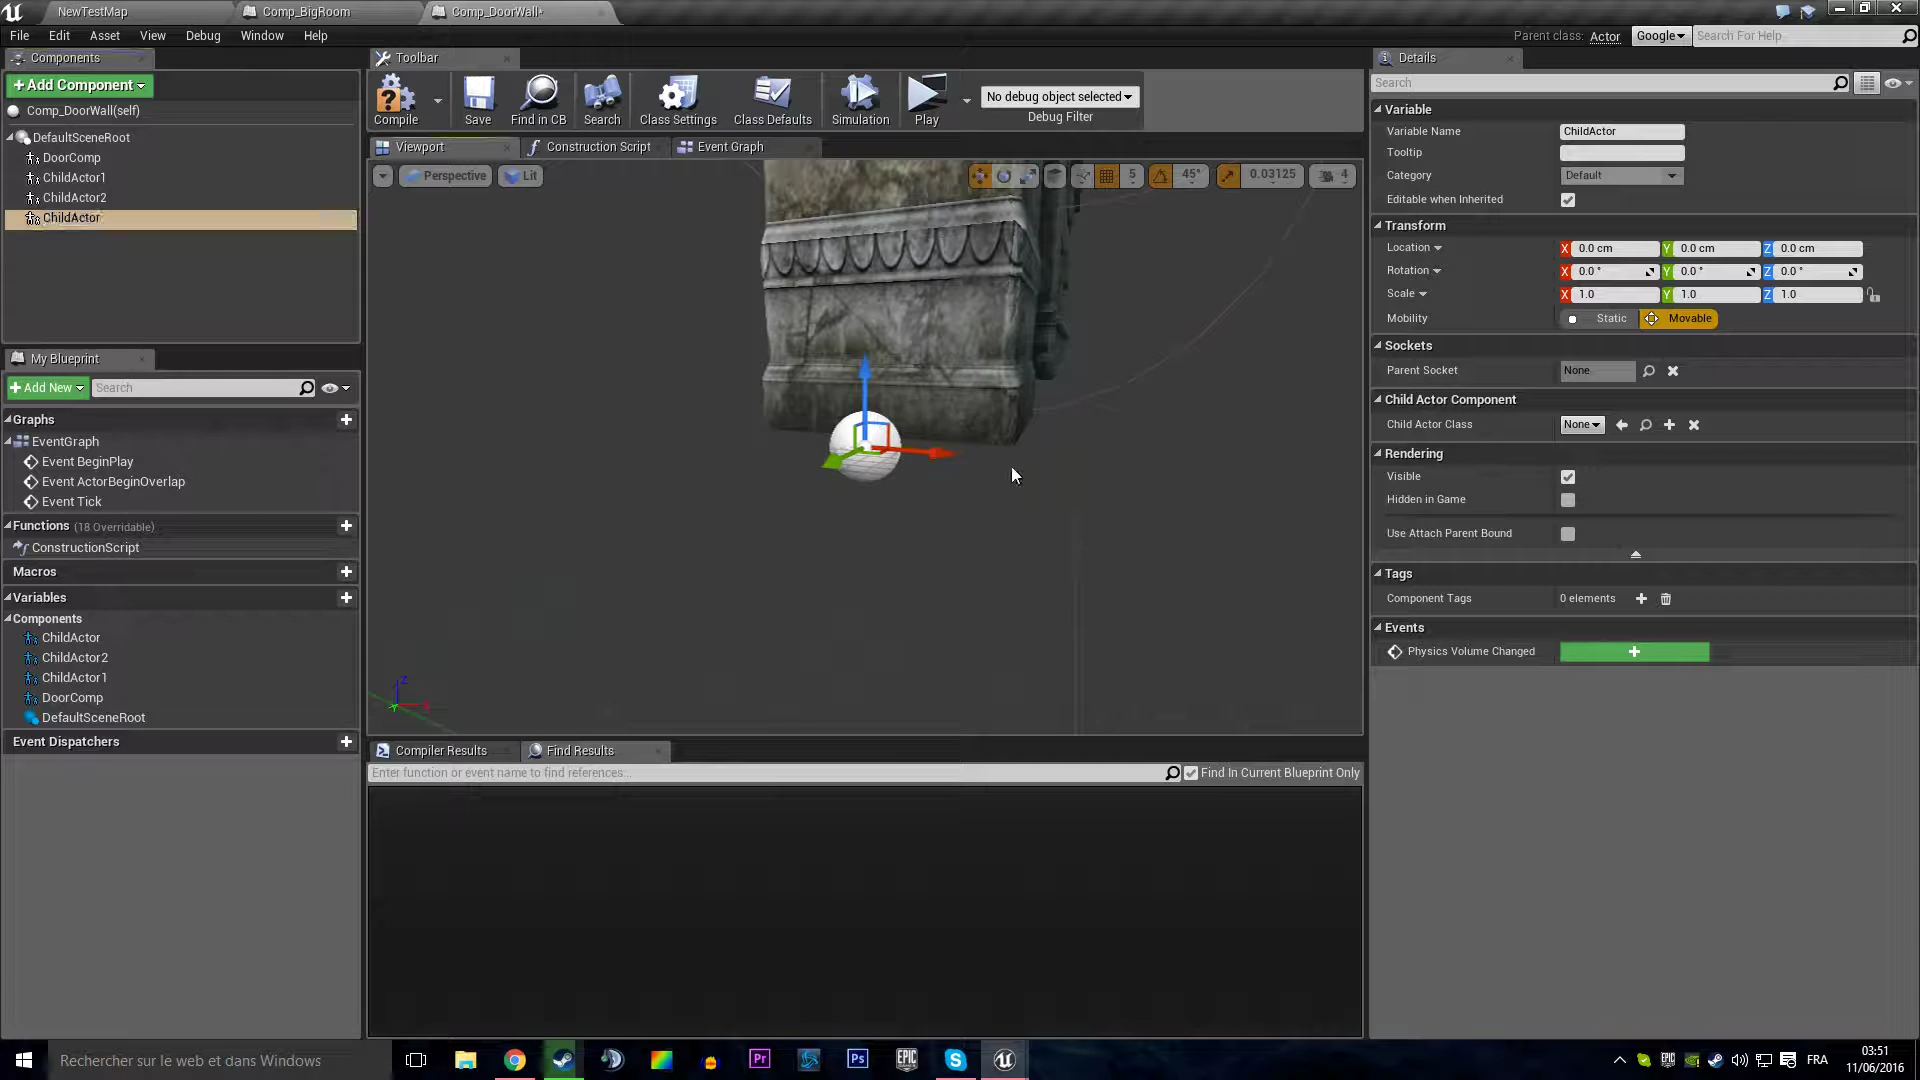 NewTestMap
Comp_BigRoom
Comp_DoorWall*
File Edit Asset View Debug Window Help
Parent class: Actor
Google
Search For Help
Components
Add Component
Comp_DoorWall(self)
DefaultSceneRoot
DoorComp
ChildActor1
ChildActor2
ChildActor
My Blueprint
Add New
Search
Graphs
EventGraph
Event BeginPlay
Event ActorBeginOverlap
Event Tick
Functions (18 Overridable)
ConstructionScript
Macros
Variables
Components
ChildActor
ChildActor2
ChildActor1
DoorComp
DefaultSceneRoot
Event Dispatchers
Toolbar
Compile
Save
Find in CB
Search
Class Settings
Class Defaults
Simulation
Play
No debug object selected
Debug Filter
Viewport
Construction Script
Event Graph
Perspective
Lit
5
45°
0.03125
4
Z
X
Y
Compiler Results
Find Results
Enter function or event name to find references...
Find In Current Blueprint Only
Details
Search
Variable
Variable Name ChildActor
Tooltip
Category Default
Editable when Inherited
Transform
Location X 0.0 cm Y 0.0 cm Z 0.0 cm
Rotation X 0.0 ° Y 0.0 ° Z 0.0 °
Scale X 1.0 Y 1.0 Z 1.0
Mobility Static Movable
Sockets
Parent Socket None
Child Actor Component
Child Actor Class None
Rendering
Visible
Hidden in Game
Use Attach Parent Bound
Tags
Component Tags 0 elements
Events
Physics Volume Changed
Rechercher sur le web et dans Windows
Pr
Ps
EPIC GAMES
FRA
03:51
11/06/2016